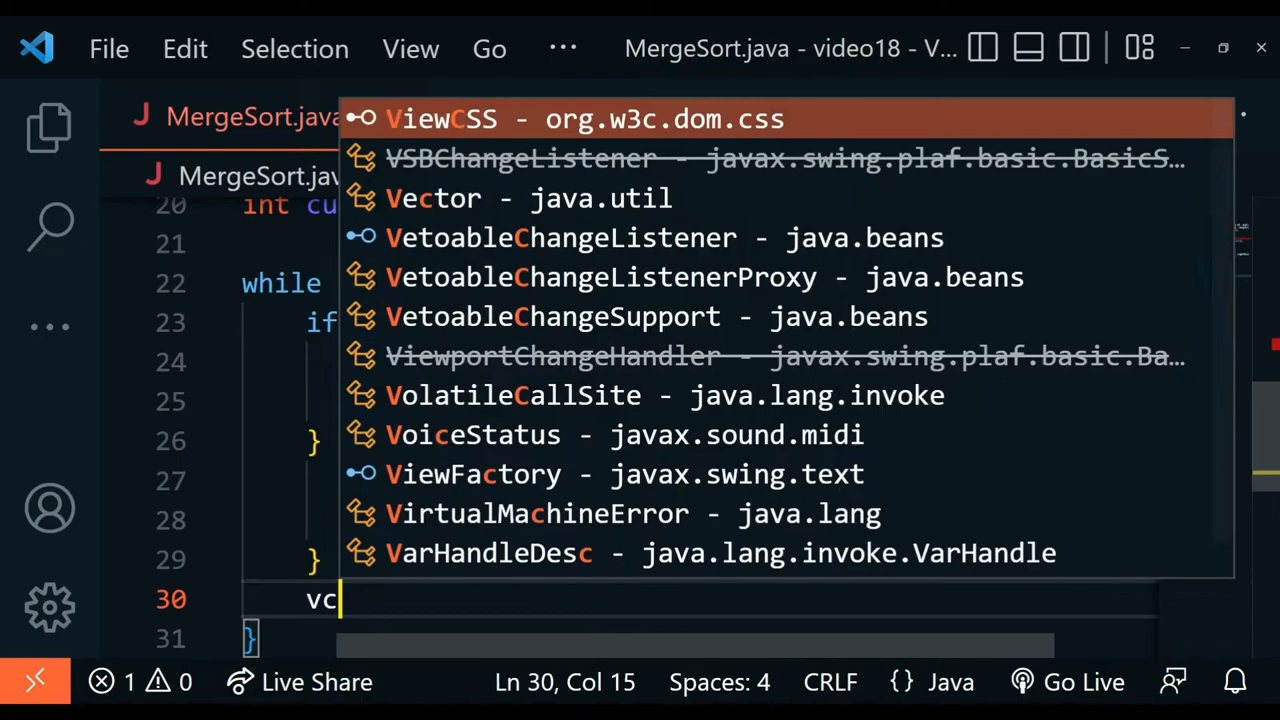 File Edit Selection View Go ··· MergeSort.java - video18 - V...
MergeSort.java
MergeSort.jav
ViewCSS - org.w3c.dom.css
VSBChangeListener - javax.swing.plaf.basic.BasicS...
Vector - java.util
VetoableChangeListener - java.beans
VetoableChangeListenerProxy - java.beans
VetoableChangeSupport - java.beans
ViewportChangeHandler - javax.swing.plaf.basic.Ba...
VolatileCallSite - java.lang.invoke
VoiceStatus - javax.sound.midi
ViewFactory - javax.swing.text
VirtualMachineError - java.lang
VarHandleDesc - java.lang.invoke.VarHandle
20 int cu
21
22 while
23 if
24
25
26 }
27
28
29 }
30 vc
31 }
1 0 Live Share Ln 30, Col 15 Spaces: 4 CRLF {} Java Go Live